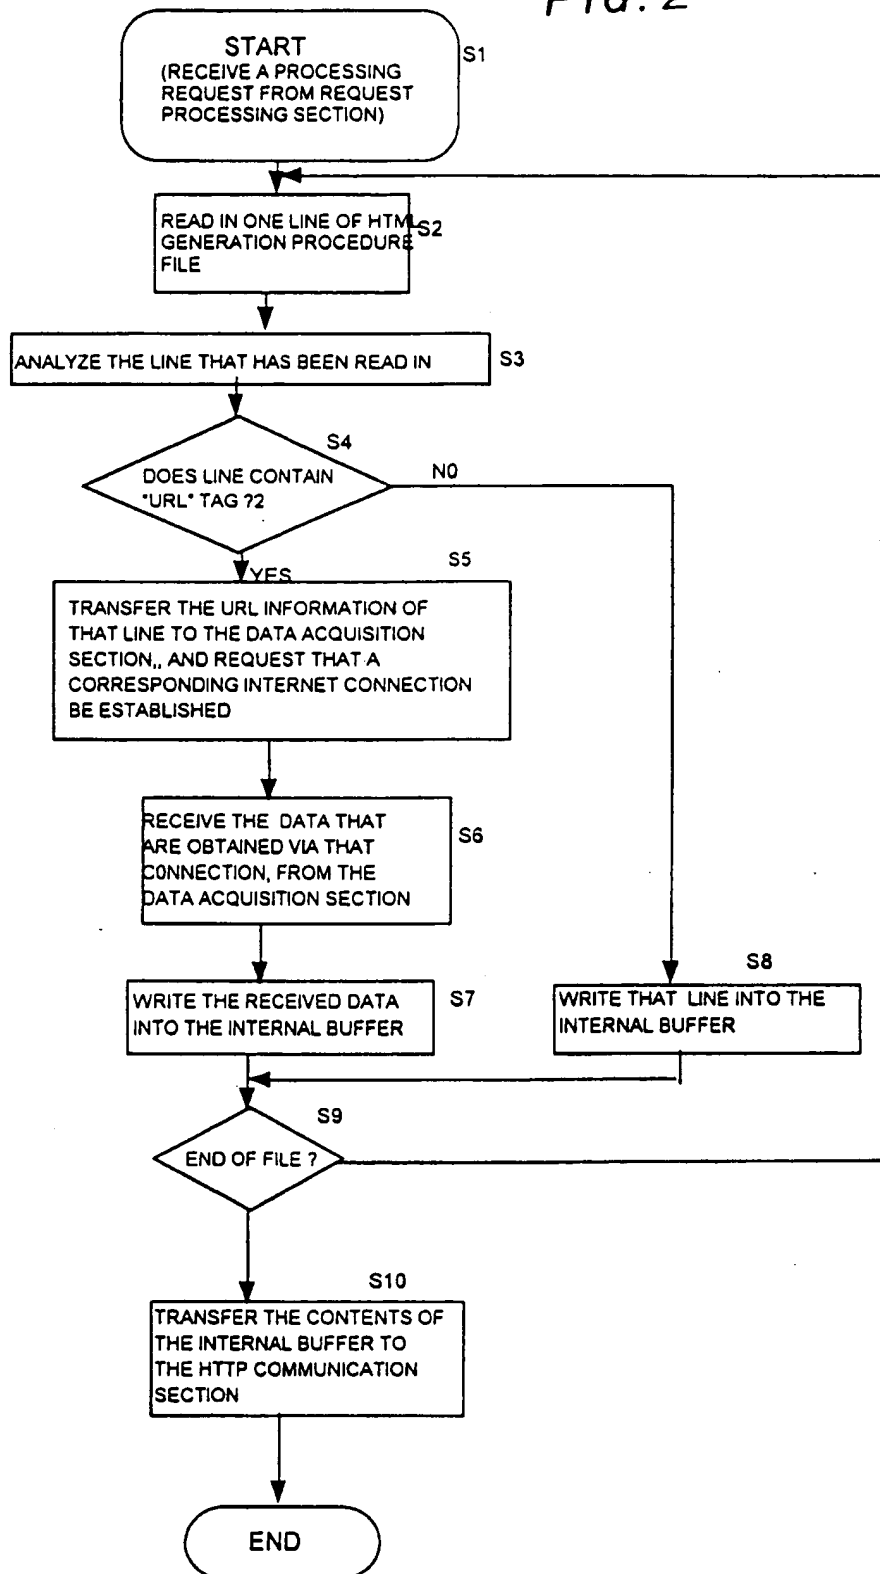 FIG. 2
START
(RECEIVE A PROCESSING
REQUEST FROM REQUEST
PROCESSING SECTION)
S1
READ IN ONE LINE OF HTML
GENERATION PROCEDURE
FILE
S2
ANALYZE THE LINE THAT HAS BEEN READ IN
S3
S4
DOES LINE CONTAIN
"URL" TAG ?2
NO
YES
S5
TRANSFER THE URL INFORMATION OF
THAT LINE TO THE DATA ACQUISITION
SECTION,, AND REQUEST THAT A
CORRESPONDING INTERNET CONNECTION
BE ESTABLISHED
RECEIVE THE DATA THAT
ARE OBTAINED VIA THAT
CONNECTION, FROM THE
DATA ACQUISITION SECTION
S6
WRITE THE RECEIVED DATA
INTO THE INTERNAL BUFFER
S7
S8
WRITE THAT LINE INTO THE
INTERNAL BUFFER
S9
END OF FILE ?
S10
TRANSFER THE CONTENTS OF
THE INTERNAL BUFFER TO
THE HTTP COMMUNICATION
SECTION
END